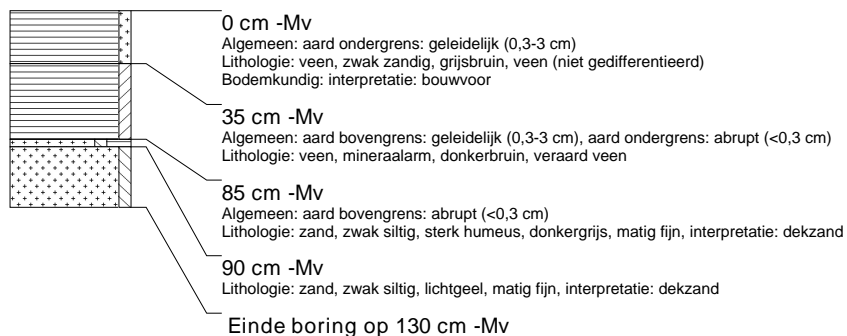 0 cm -Mv
Algemeen: aard ondergrens: geleidelijk (0,3-3 cm)
Lithologie: veen, zwak zandig, grijsbruin, veen (niet gedifferentieerd)
Bodemkundig: interpretatie: bouwvoor
35 cm -Mv
Algemeen: aard bovengrens: geleidelijk (0,3-3 cm), aard ondergrens: abrupt (<0,3 cm)
Lithologie: veen, mineraalarm, donkerbruin, veraard veen
85 cm -Mv
Algemeen: aard bovengrens: abrupt (<0,3 cm)
Lithologie: zand, zwak siltig, sterk humeus, donkergrijs, matig fijn, interpretatie: dekzand
90 cm -Mv
Lithologie: zand, zwak siltig, lichtgeel, matig fijn, interpretatie: dekzand
Einde boring op 130 cm -Mv